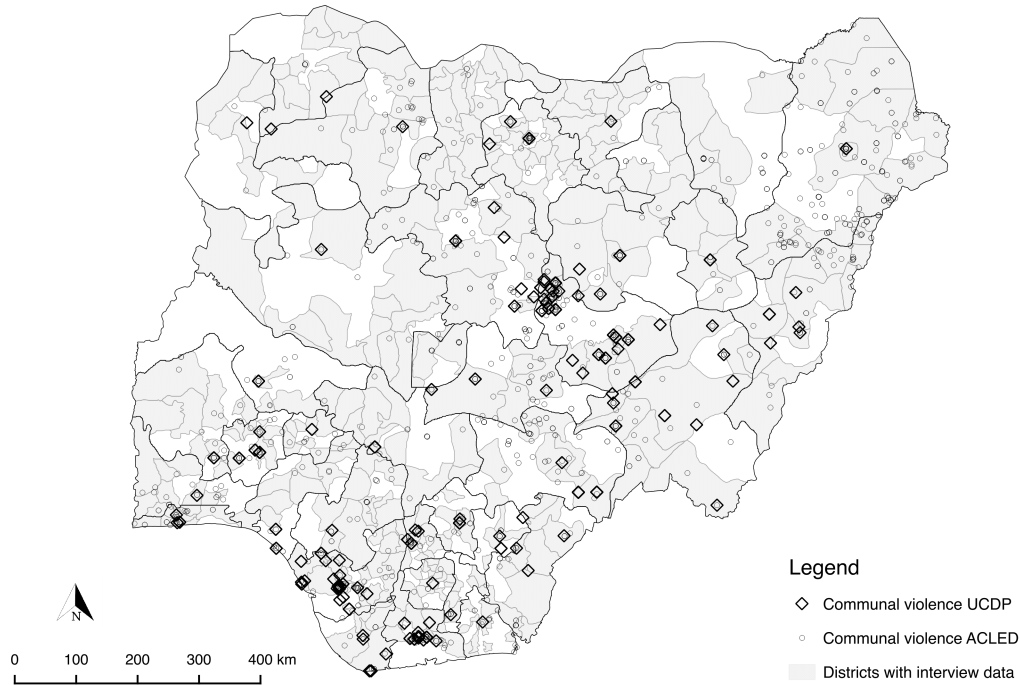 Legend
Communal violence UCDP
Communal violence ACLED
Districts with interview data
N
0 100 200 300 400 km